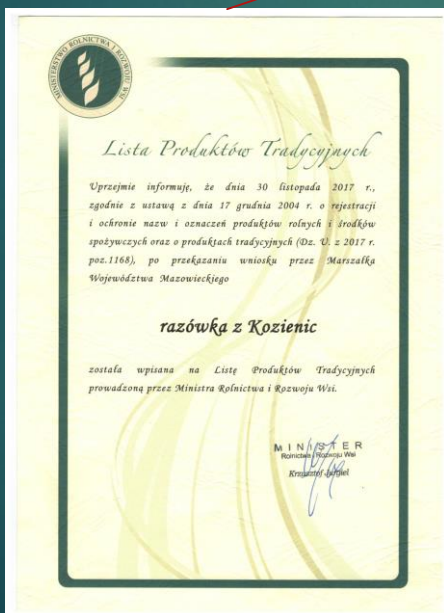 MINISTERSTWO ROLNICTWA I ROZWOJU WSI
Lista Produktów Tradycyjnych
Uprzejmie informuję, że dnia 30 listopada 2017 r.,
zgodnie z ustawą z dnia 17 grudnia 2004 r. o rejestracji
i ochronie nazw i oznaczeń produktów rolnych i środków
spożywczych oraz o produktach tradycyjnych (Dz. U. z 2017 r.
poz.1168), po przekazaniu wniosku przez Marszałka
Województwa Mazowieckiego
razówka z Kozienic
została wpisana na Listę Produktów Tradycyjnych
prowadzoną przez Ministra Rolnictwa i Rozwoju Wsi.
MINISTER
Rolnictwa i Rozwoju Wsi
Krzysztof Jurgiel